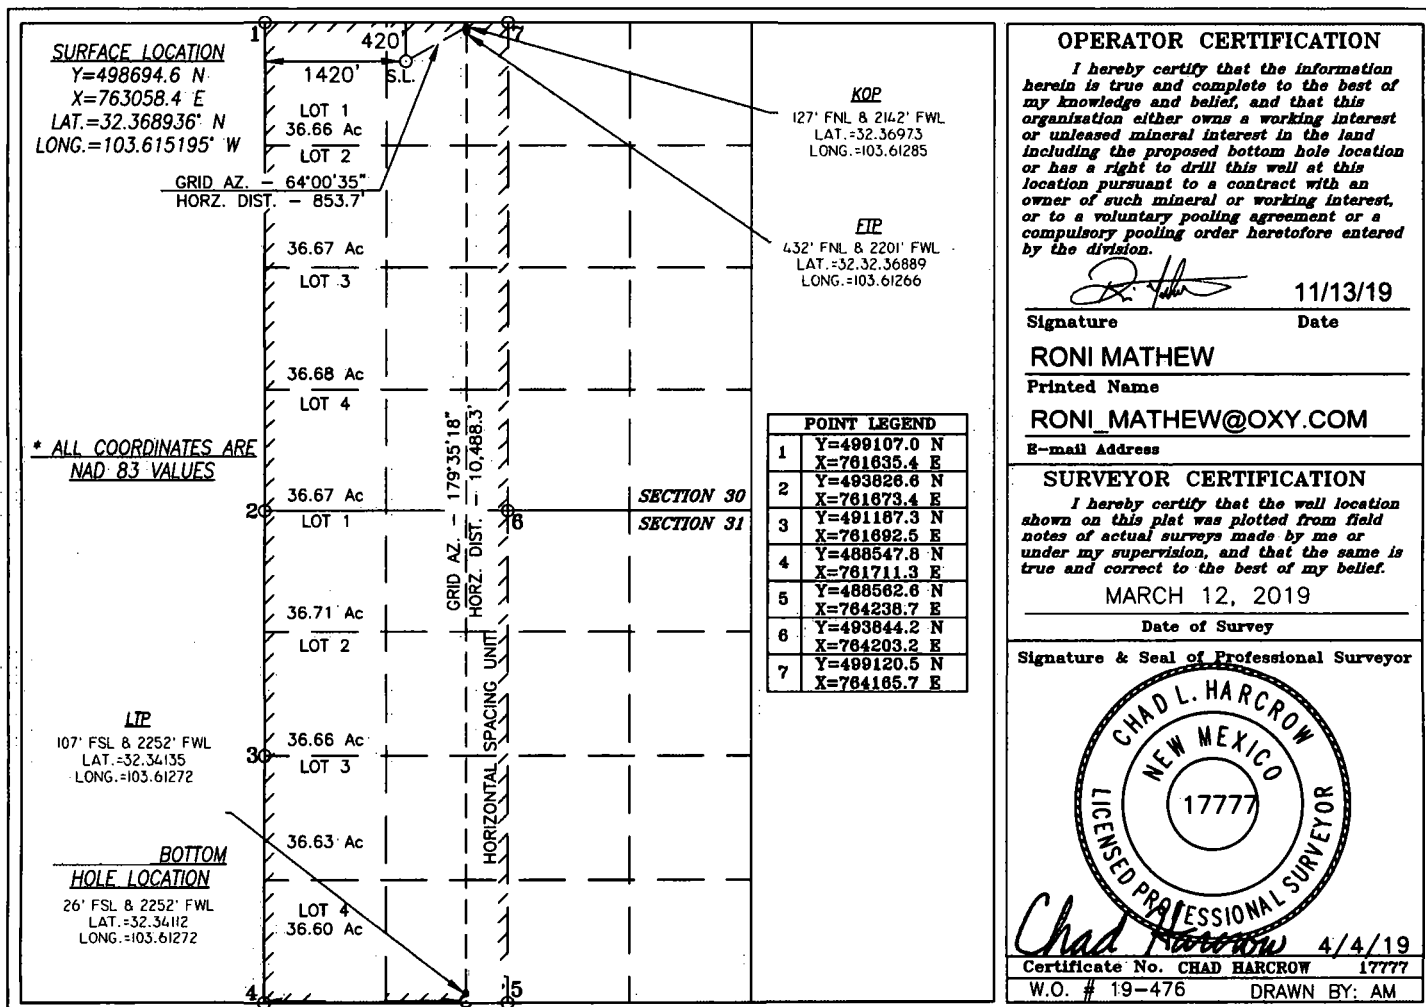 SURFACE LOCATION
Y=498694.6 N
X=763058.4 E
LAT.=32.368936° N
LONG.=103.615195° W
1
7
420'
1420'
S.L.
LOT 1
36.66 Ac
LOT 2
GRID AZ. - 64°00'35"
HORZ. DIST. - 853.7'
36.67 Ac
LOT 3
36.68 Ac
LOT 4
KOP
127' FNL & 2142' FWL
LAT.=32.36973
LONG.=103.61285
FTP
432' FNL & 2201' FWL
LAT.=32.32.36889
LONG.=103.61266
* ALL COORDINATES ARE
NAD 83 VALUES
36.67 Ac
2
LOT 1
6
SECTION 30
SECTION 31
GRID AZ. - 179°35'18"
HORZ. DIST. - 10,488.3'
36.71 Ac
LOT 2
HORIZONTAL SPACING UNIT
36.66 Ac
3
LOT 3
36.63 Ac
LOT 4
36.60 Ac
4
5
LTP
107' FSL & 2252' FWL
LAT.=32.34135
LONG.=103.61272
BOTTOM
HOLE LOCATION
26' FSL & 2252' FWL
LAT.=32.34112
LONG.=103.61272
POINT LEGEND
1 Y=499107.0 N
X=761635.4 E
2 Y=493826.6 N
X=761673.4 E
3 Y=491187.3 N
X=761692.5 E
4 Y=488547.8 N
X=761711.3 E
5 Y=488562.6 N
X=764238.7 E
6 Y=493844.2 N
X=764203.2 E
7 Y=499120.5 N
X=764165.7 E
OPERATOR CERTIFICATION
I hereby certify that the information
herein is true and complete to the best of
my knowledge and belief, and that this
organization either owns a working interest
or unleased mineral interest in the land
including the proposed bottom hole location
or has a right to drill this well at this
location pursuant to a contract with an
owner of such mineral or working interest,
or to a voluntary pooling agreement or a
compulsory pooling order heretofore entered
by the division.
11/13/19
Signature Date
RONI MATHEW
Printed Name
RONI_MATHEW@OXY.COM
E-mail Address
SURVEYOR CERTIFICATION
I hereby certify that the well location
shown on this plat was plotted from field
notes of actual surveys made by me or
under my supervision, and that the same is
true and correct to the best of my belief.
MARCH 12, 2019
Date of Survey
Signature & Seal of Professional Surveyor
CHAD L. HARCROW
NEW MEXICO
17777
LICENSED PROFESSIONAL SURVEYOR
Chad Harcrow 4/4/19
Certificate No. CHAD HARCROW 17777
W.O. # 19-476 DRAWN BY: AM